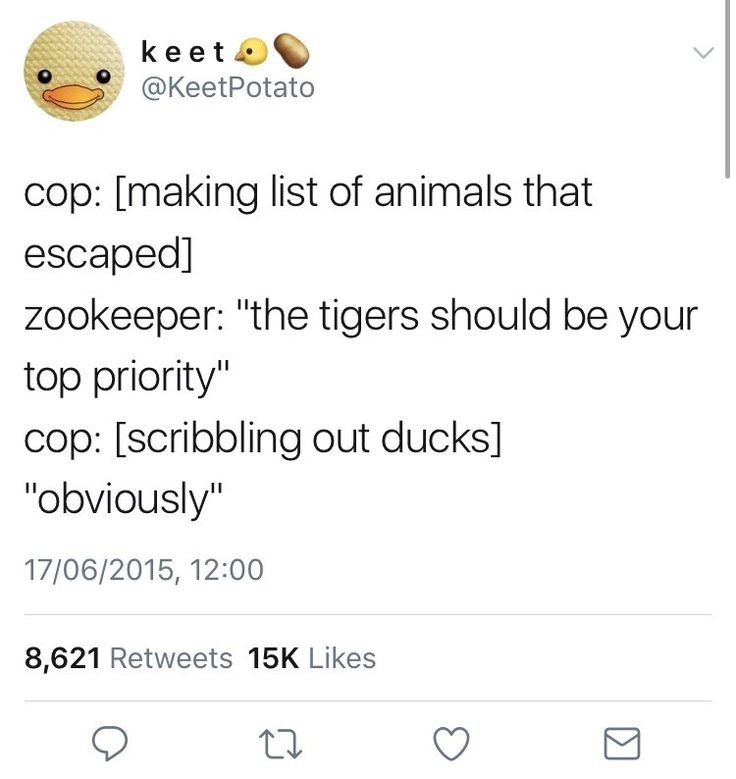 keet🐤🥔
@KeetPotato
cop: [making list of animals that
escaped]
zookeeper: "the tigers should be your
top priority"
cop: [scribbling out ducks]
"obviously"
17/06/2015, 12:00
8,621 Retweets 15K Likes